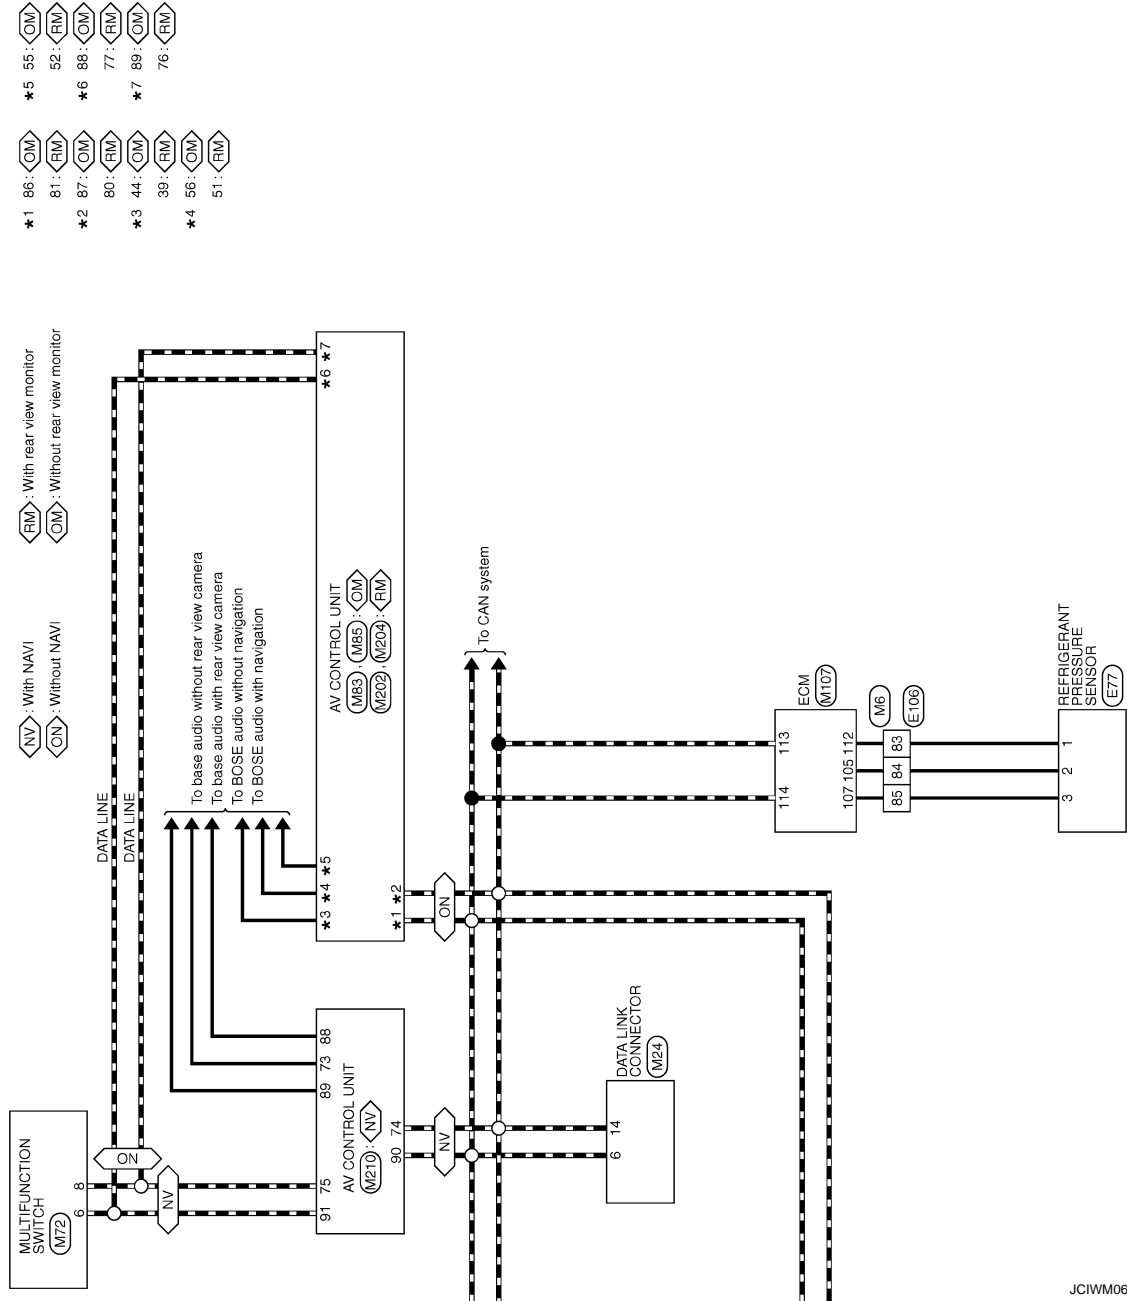 ★1 86 : OM
81 : RM
★2 87 : OM
80 : RM
★3 44 : OM
39 : RM
★4 56 : OM
51 : RM
★5 55 : OM
52 : RM
★6 88 : OM
77 : RM
★7 89 : OM
76 : RM
NV : With NAVI
ON : Without NAVI
RM : With rear view monitor
OM : Without rear view monitor
DATA LINE
DATA LINE
To base audio without rear view camera
To base audio with rear view camera
To BOSE audio without navigation
To BOSE audio with navigation
MULTIFUNCTION
SWITCH
M72
6 8
ON
NV
91 75 89 73 88
AV CONTROL UNIT
M210 : NV
90 74
NV
★3 ★4 ★5 ★6 ★7
AV CONTROL UNIT
M83 , M85 : OM
M202 , M204 : RM
★1 ★2
ON
To CAN system
DATA LINK
CONNECTOR
M24
6 14
ECM
M107
114 113
107 105 112
M6
85 84 83
E106
REFRIGERANT
PRESSURE
SENSOR
E77
3 2 1
JCIWM06